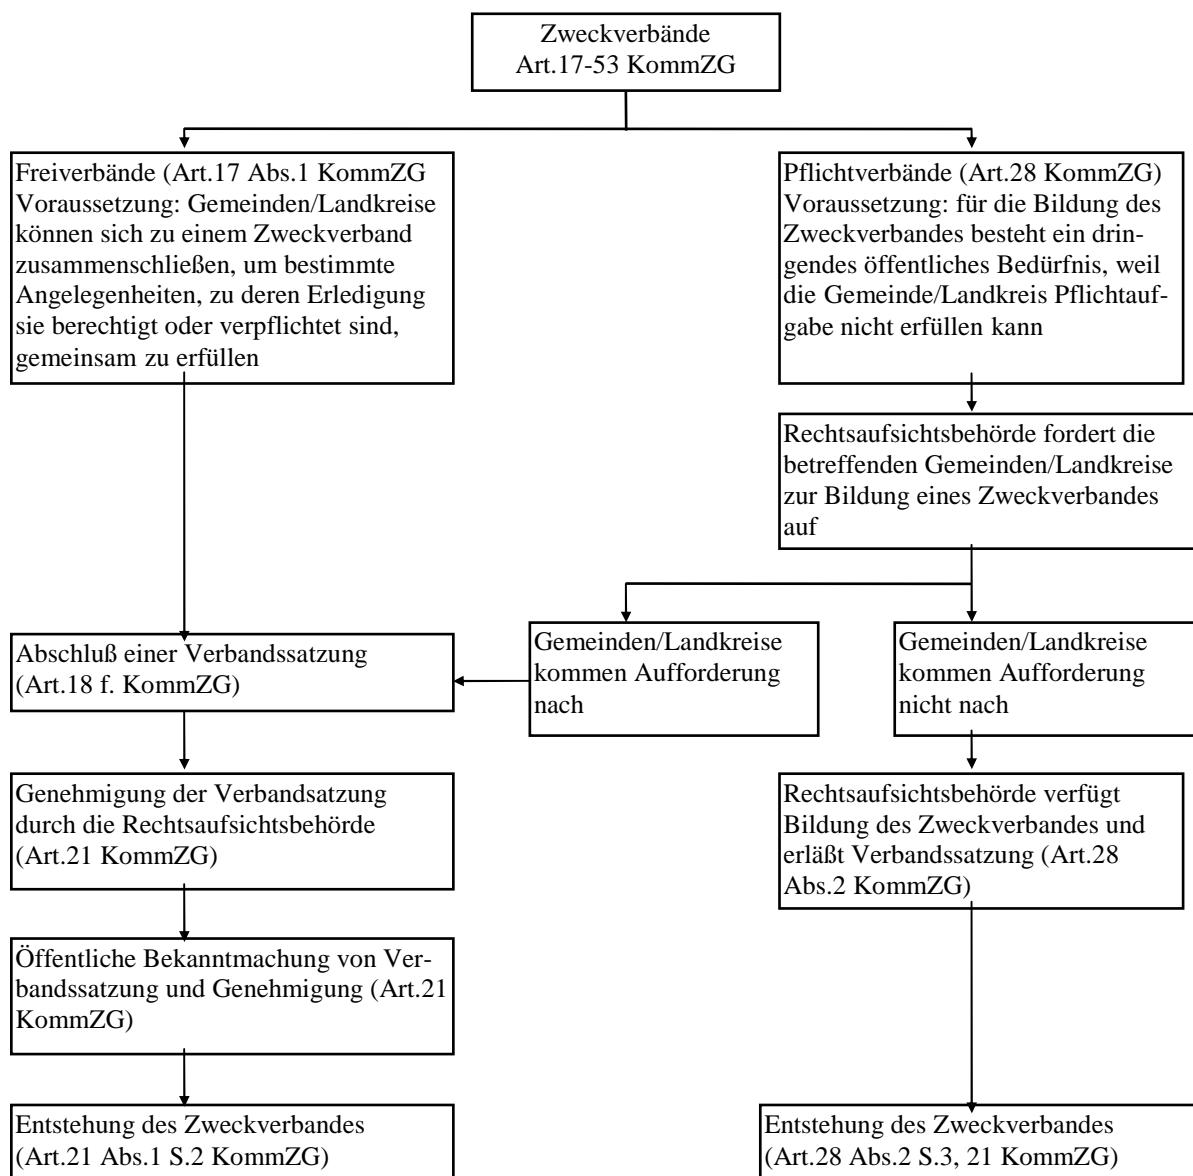 Zweckverbände
Art.17-53 KommZG
Freiverbände (Art.17 Abs.1 KommZG
Voraussetzung: Gemeinden/Landkreise
können sich zu einem Zweckverband
zusammenschließen, um bestimmte
Angelegenheiten, zu deren Erledigung
sie berechtigt oder verpflichtet sind,
gemeinsam zu erfüllen
Pflichtverbände (Art.28 KommZG)
Voraussetzung: für die Bildung des
Zweckverbandes besteht ein drin-
gendes öffentliches Bedürfnis, weil
die Gemeinde/Landkreis Pflichtauf-
gabe nicht erfüllen kann
Rechtsaufsichtsbehörde fordert die
betreffenden Gemeinden/Landkreise
zur Bildung eines Zweckverbandes
auf
Abschluß einer Verbandssatzung
(Art.18 f. KommZG)
Gemeinden/Landkreise
kommen Aufforderung
nach
Gemeinden/Landkreise
kommen Aufforderung
nicht nach
Genehmigung der Verbandsatzung
durch die Rechtsaufsichtsbehörde
(Art.21 KommZG)
Rechtsaufsichtsbehörde verfügt
Bildung des Zweckverbandes und
erläßt Verbandssatzung (Art.28
Abs.2 KommZG)
Öffentliche Bekanntmachung von Ver-
bandssatzung und Genehmigung (Art.21
KommZG)
Entstehung des Zweckverbandes
(Art.21 Abs.1 S.2 KommZG)
Entstehung des Zweckverbandes
(Art.28 Abs.2 S.3, 21 KommZG)